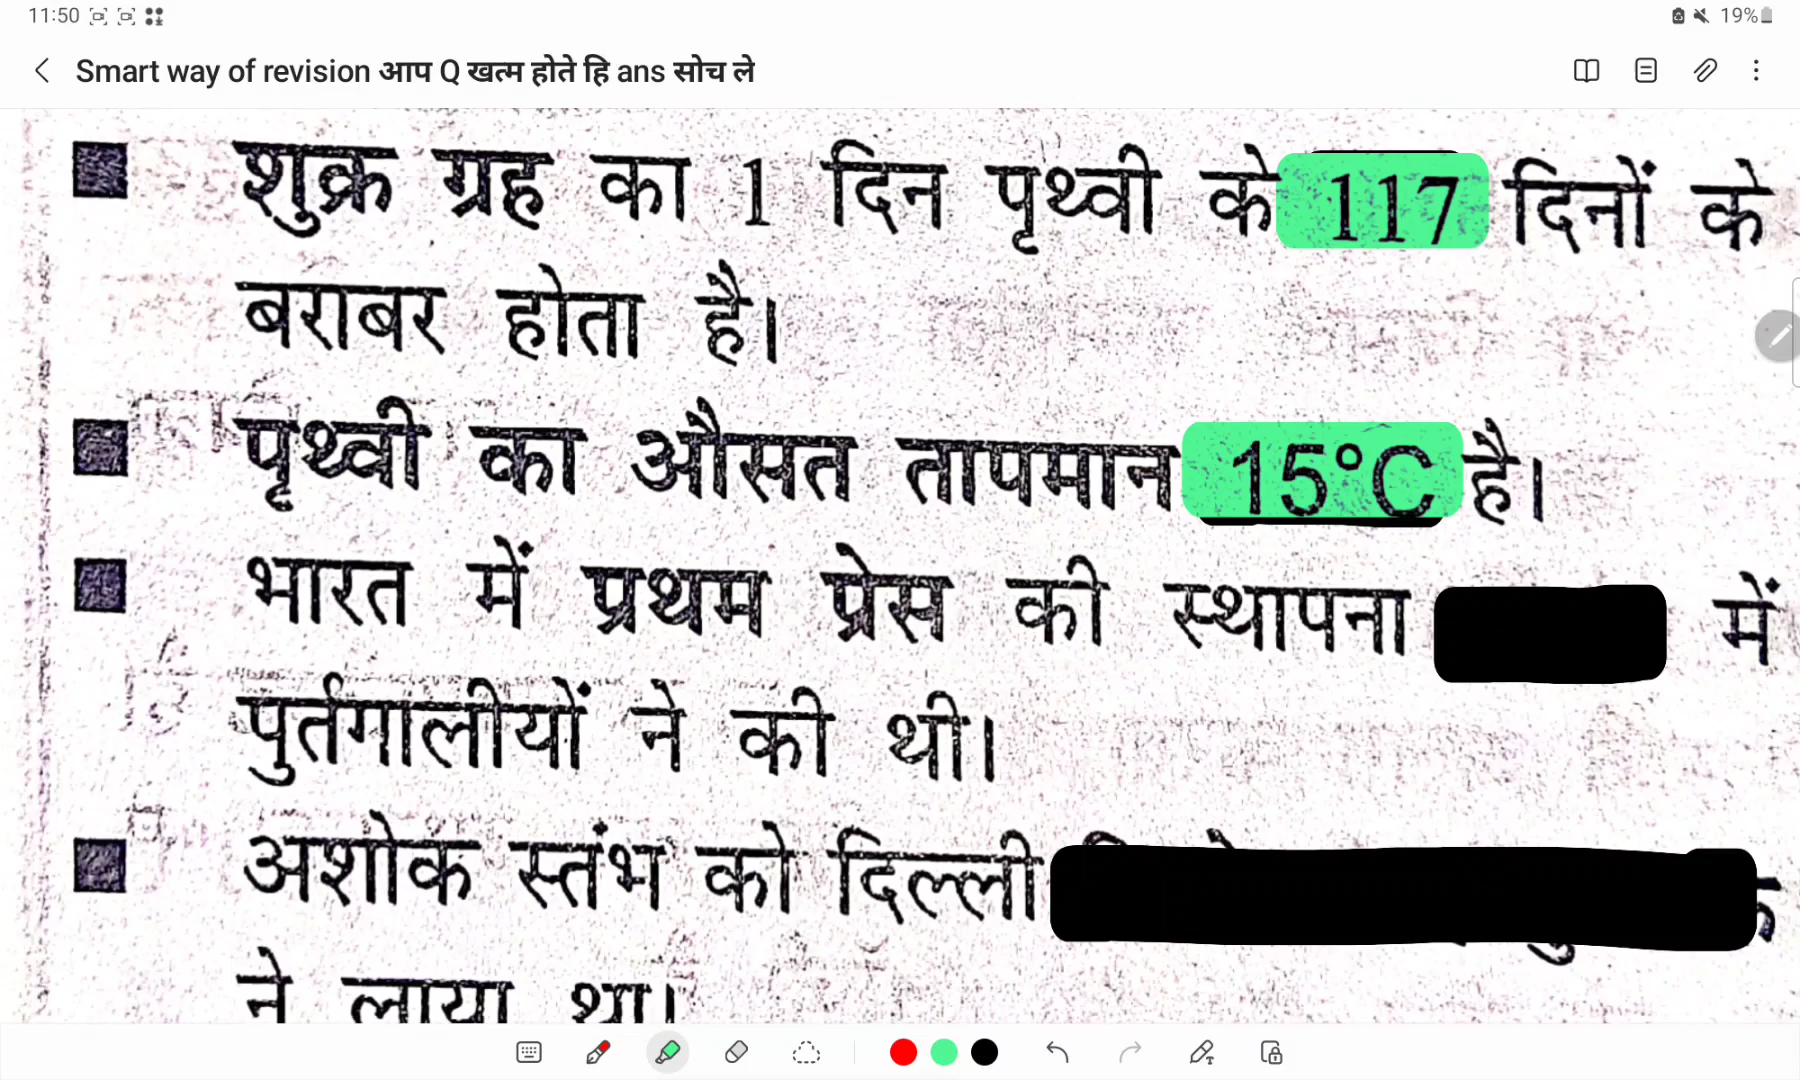 11:50
19%
Smart way of revision आप Q खत्म होते हि ans सोच ले
शुक्र ग्रह का 1 दिन पृथ्वी के 117 दिनों के
बराबर होता है।
पृथ्वी का औसत तापमान 15°C है।
भारत में प्रथम प्रेस की स्थापना में
पुर्तगालीयों ने की थी।
अशोक स्तंभ को दिल्ली
ने लाया था।